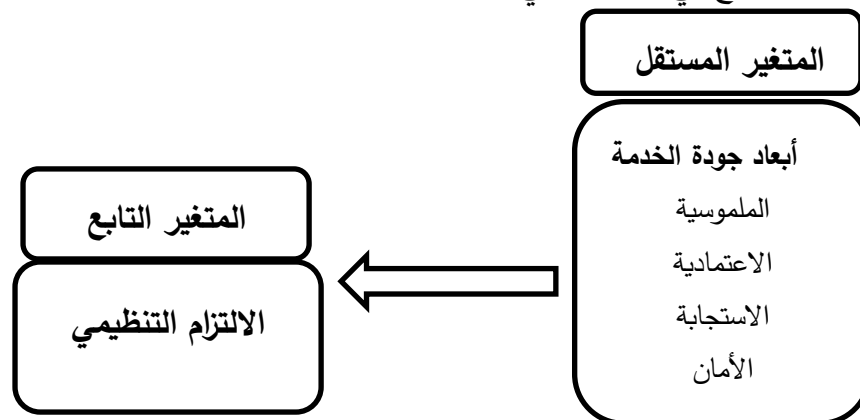 المتغير المستقل
أبعاد جودة الخدمة
الملموسية
الاعتمادية
الاستجابة
الأمان
المتغير التابع
الالتزام التنظيمي